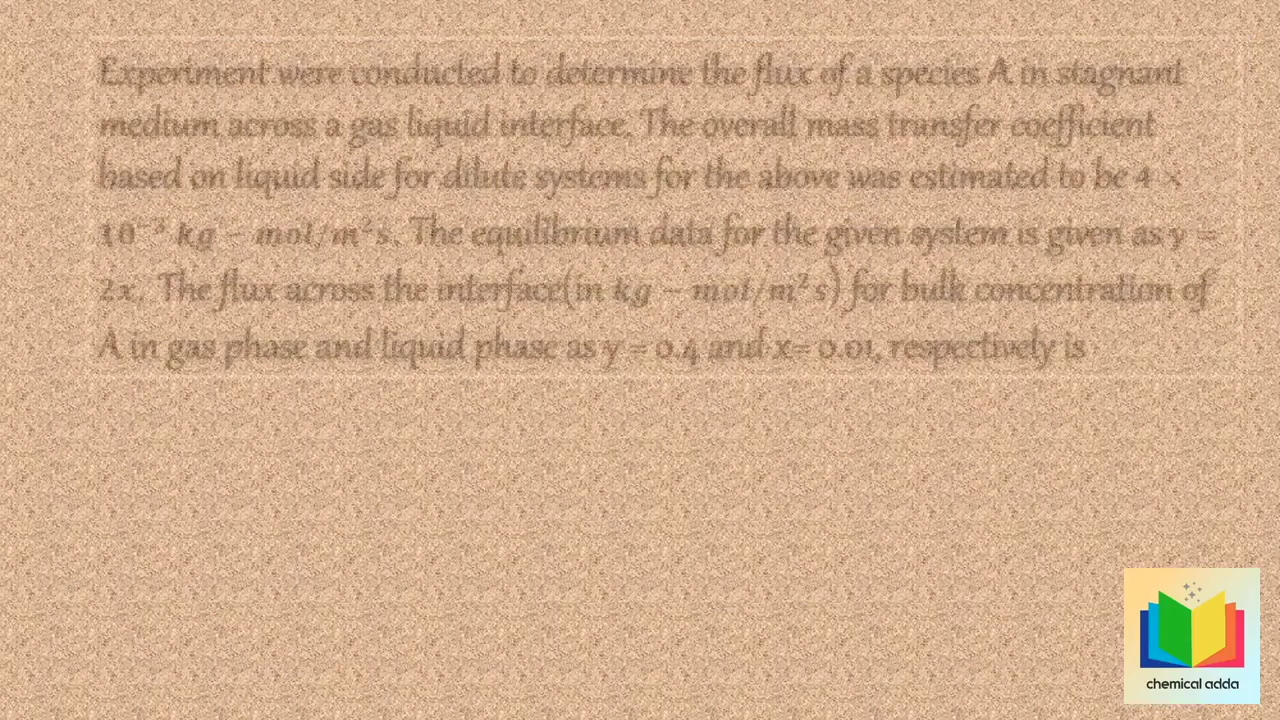 Experiment were conducted to determine the flux of a species A in stagnant
medium across a gas liquid interface. The overall mass transfer coefficient
based on liquid side for dilute systems for the above was estimated to be 4 ×
10⁻³ kg − mol/m²s. The equilibrium data for the given system is given as y =
2x. The flux across the interface(in kg − mol/m²s) for bulk concentration of
A in gas phase and liquid phase as y = 0.4 and x= 0.01, respectively is
chemical adda